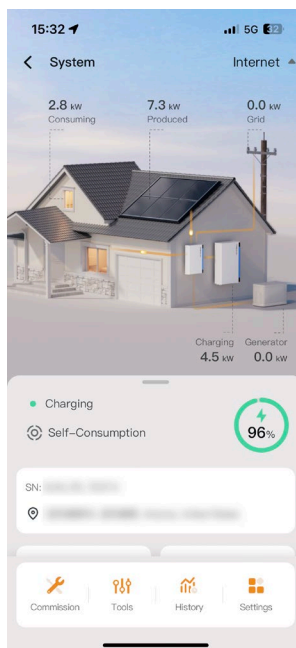 15:32 5G 32
System Internet
2.8 kW 7.3 kW 0.0 kW
Consuming Produced Grid
Charging Generator
4.5 kW 0.0 kW
Charging
Self-Consumption
96%
SN:
Commission Tools History Settings